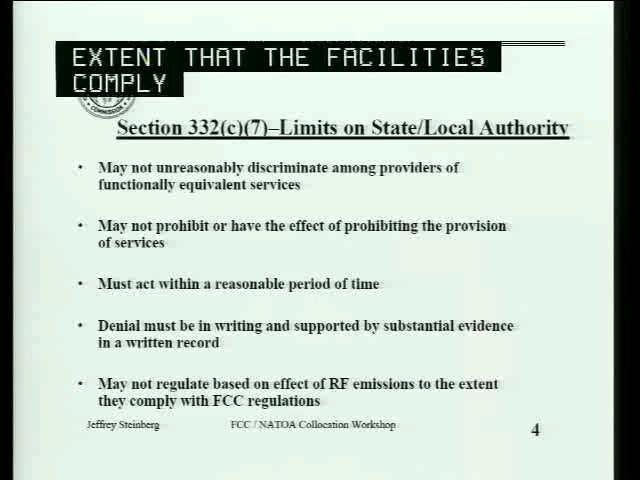 EXTENT THAT THE FACILITIES
COMPLY
COMMISSION
Section 332(c)(7)–Limits on State/Local Authority
• May not unreasonably discriminate among providers of
functionally equivalent services
• May not prohibit or have the effect of prohibiting the provision
of services
• Must act within a reasonable period of time
• Denial must be in writing and supported by substantial evidence
in a written record
• May not regulate based on effect of RF emissions to the extent
they comply with FCC regulations
Jeffrey Steinberg
FCC / NATOA Collocation Workshop
4